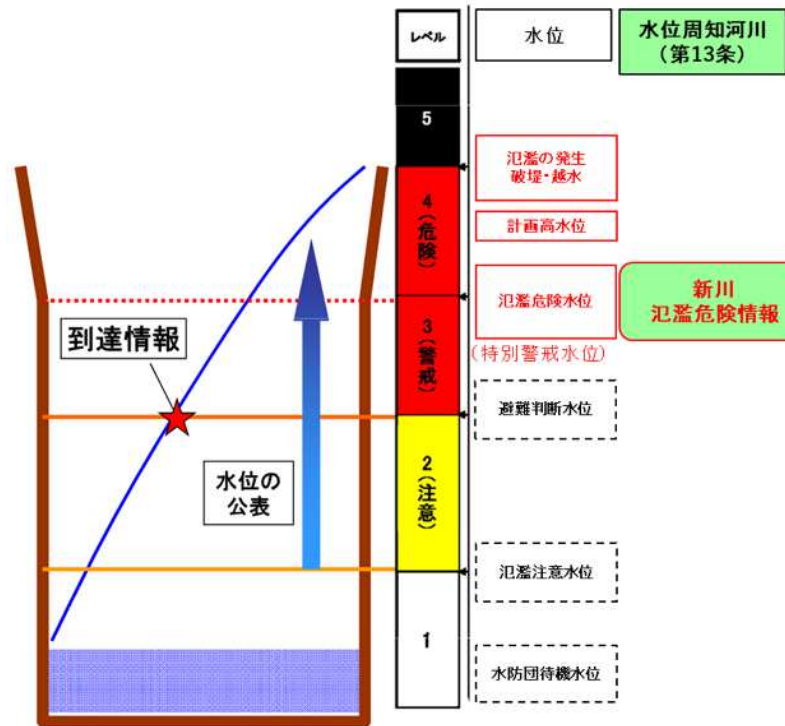 レベル
水位
水位周知河川
（第13条）
5
氾濫の発生
破堤・越水
4（危険）
計画高水位
氾濫危険水位
新川
氾濫危険情報
（特別警戒水位）
到達情報
3（警戒）
避難判断水位
水位の
公表
2（注意）
氾濫注意水位
1
水防団待機水位